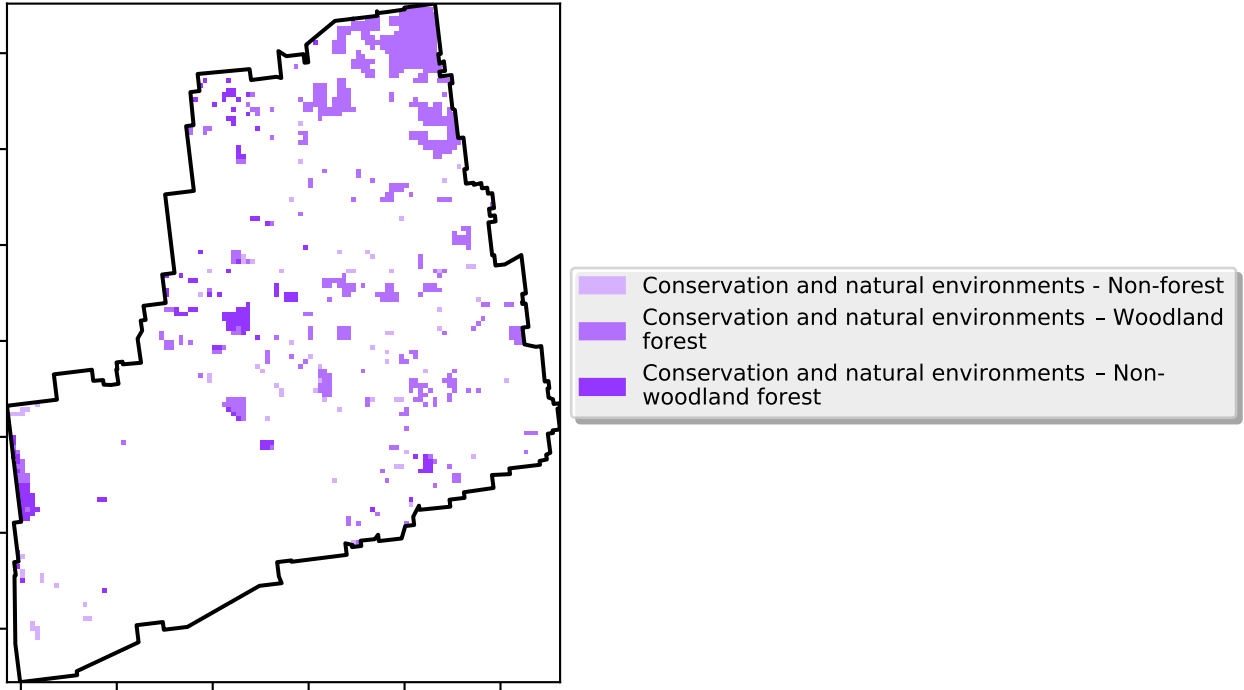 Conservation and natural environments - Non-forest
Conservation and natural environments – Woodland
forest
Conservation and natural environments – Non-
woodland forest